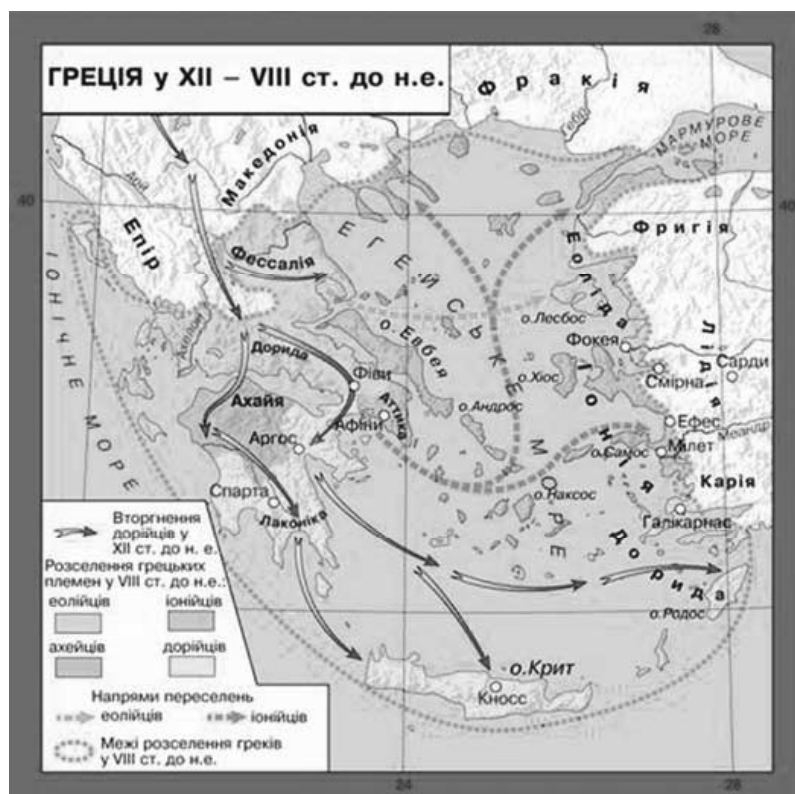 28
ГРЕЦІЯ у XII – VIII ст. до н.е.
Фракія
Гебр
МАРМУРОВЕ
МОРЕ
Македонія
40
40
Епір
Фригія
ЕГЕЙСЬКЕ МОРЕ
Фессалія
Еоліда
ІОНІЧНЕ МОРЕ
о.Лесбос
Лідія
о. Евбея
Фокея
Дорида
Сарди
Смірна
Фіви
о.Хіос
Іонія
Ахайя
Аттика
о.Андрос
Афіни
Ефес
Меандр
Аргос
о.Самос
Мілет
Карія
Спарта
о.Наксос
Лаконіка
Галікарнас
Дорида
о.Родос
о.Крит
Кносс
Вторгнення
дорійців у
XII ст. до н. е.
Розселення грецьких
племен у VIII ст. до н.е.:
еолійців
іонійців
ахейців
дорійців
Напрями переселень
еолійців
іонійців
Межі розселення греків
у VIII ст. до н.е.
24
28